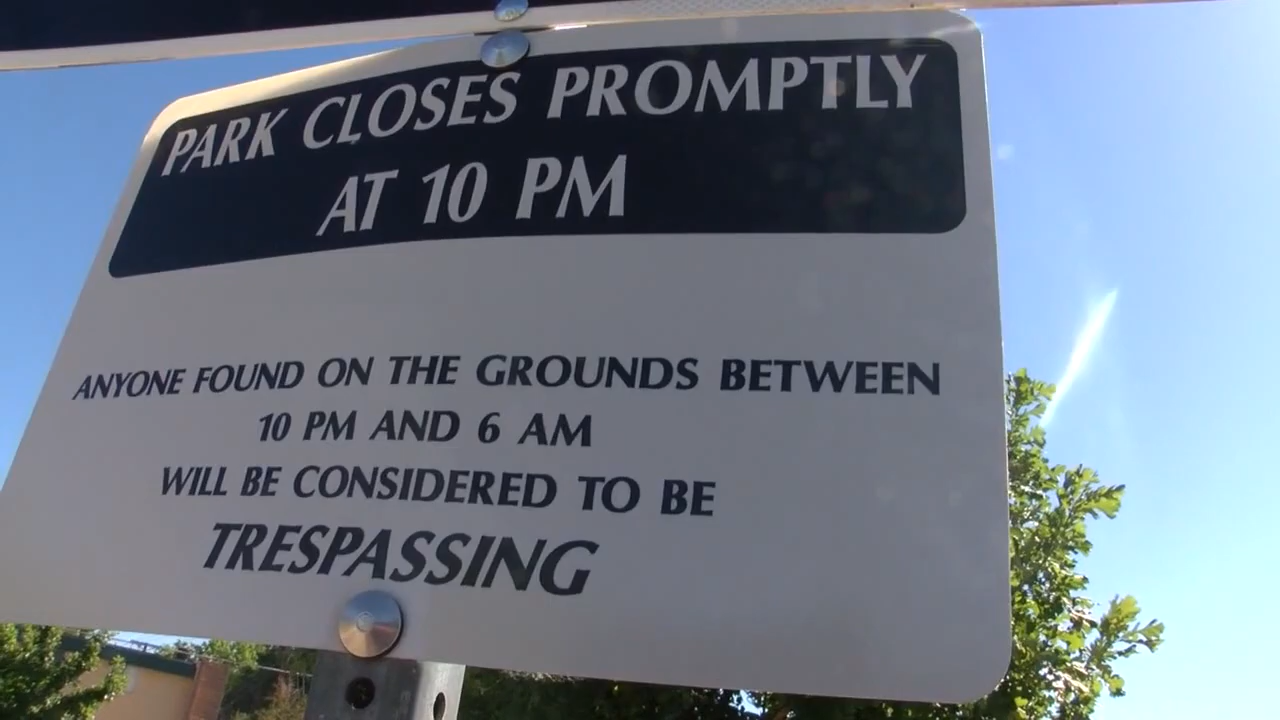 PARK CLOSES PROMPTLY
AT 10 PM
ANYONE FOUND ON THE GROUNDS BETWEEN
10 PM AND 6 AM
WILL BE CONSIDERED TO BE
TRESPASSING